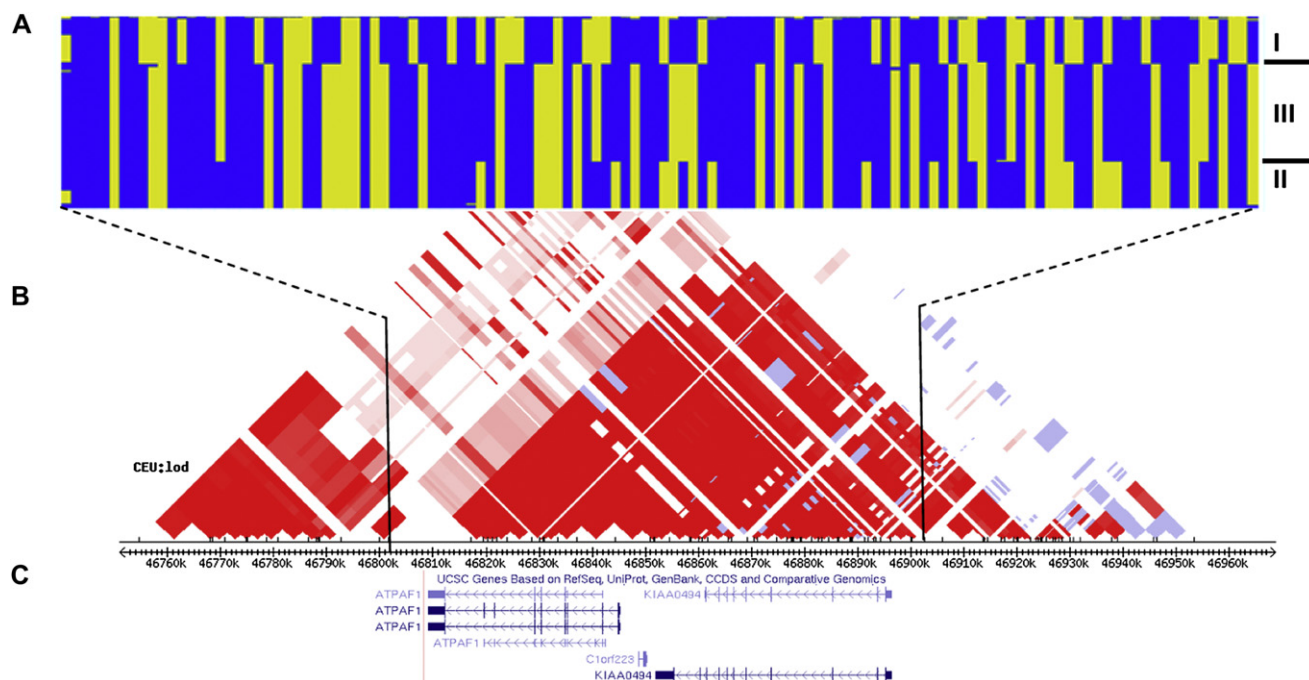 A
I
III
II
B
CEU:lod
46760k 46770k 46780k 46790k 46800k 46810k 46820k 46830k 46840k 46850k 46860k 46870k 46880k 46890k 46900k 46910k 46920k 46930k 46940k 46950k 46960k
C
UCSC Genes Based on RefSeq, UniProt, GenBank, CCDS and Comparative Genomics
ATPAF1 KIAA0494
ATPAF1
ATPAF1
ATPAF1
C1orf223
KIAA0494